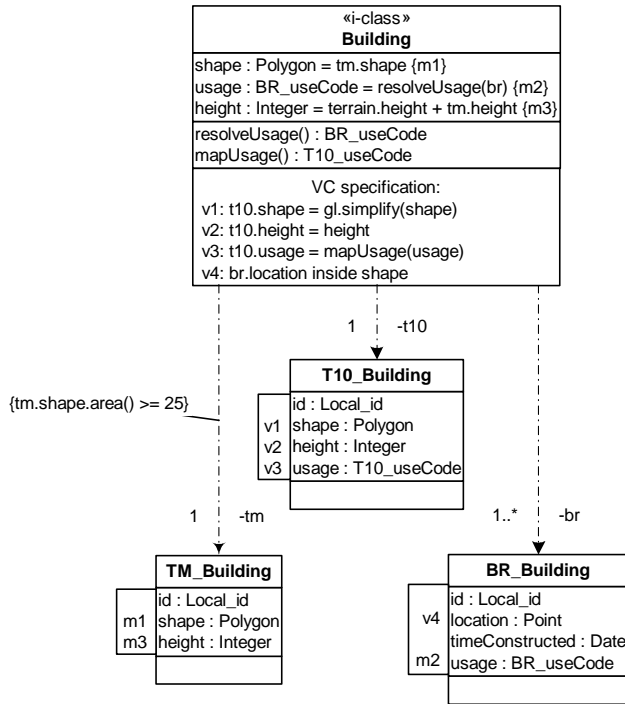 «i-class»
Building
shape : Polygon = tm.shape {m1}
usage : BR_useCode = resolveUsage(br) {m2}
height : Integer = terrain.height + tm.height {m3}
resolveUsage() : BR_useCode
mapUsage() : T10_useCode
VC specification:
v1: t10.shape = gl.simplify(shape)
v2: t10.height = height
v3: t10.usage = mapUsage(usage)
v4: br.location inside shape
1 -t10
{tm.shape.area() >= 25}
T10_Building
id : Local_id
v1 shape : Polygon
v2 height : Integer
v3 usage : T10_useCode
1 -tm
1..* -br
TM_Building
id : Local_id
m1 shape : Polygon
m3 height : Integer
BR_Building
id : Local_id
v4 location : Point
timeConstructed : Date
m2 usage : BR_useCode